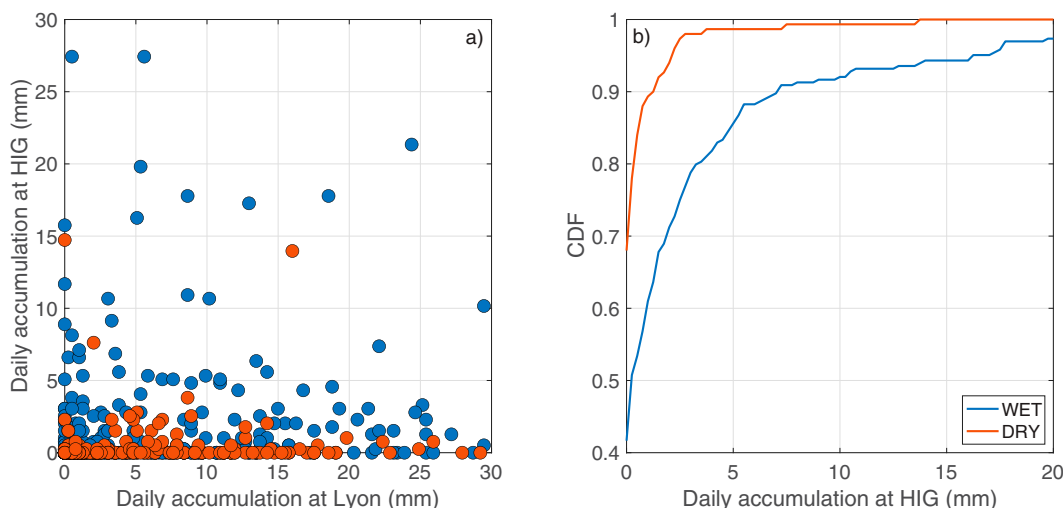 a)
Daily accumulation at HIG (mm)
30
25
20
15
10
5
0
0 5 10 15 20 25 30
Daily accumulation at Lyon (mm)
b)
CDF
1
0.9
0.8
0.7
0.6
0.5
0.4
WET
DRY
0 5 10 15 20
Daily accumulation at HIG (mm)